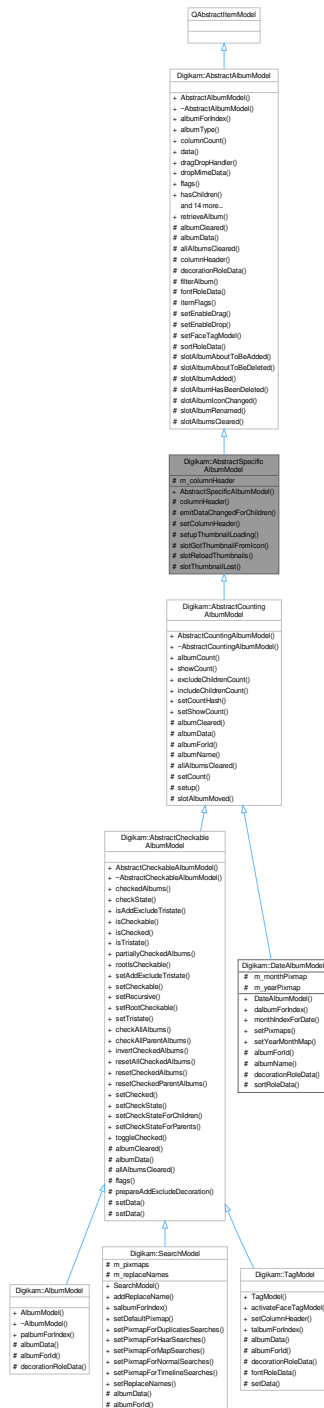 QAbstractItemModel
Digikam::AbstractAlbumModel
+ AbstractAlbumModel()
+ ~AbstractAlbumModel()
+ albumForIndex()
+ albumType()
+ columnCount()
+ data()
+ dragDropHandler()
+ dropMimeData()
+ flags()
+ hasChildren()
and 14 more...
+ retrieveAlbum()
# albumCleared()
# albumData()
# allAlbumsCleared()
# columnHeader()
# decorationRoleData()
# filterAlbum()
# fontRoleData()
# itemFlags()
# setEnableDrag()
# setEnableDrop()
# setFaceTagModel()
# sortRoleData()
# slotAlbumAboutToBeAdded()
# slotAlbumAboutToBeDeleted()
# slotAlbumAdded()
# slotAlbumHasBeenDeleted()
# slotAlbumIconChanged()
# slotAlbumRenamed()
# slotAlbumsCleared()
Digikam::AbstractSpecific
AlbumModel
# m_columnHeader
+ AbstractSpecificAlbumModel()
# columnHeader()
# emitDataChangedForChildren()
# setColumnHeader()
# setupThumbnailLoading()
# slotGotThumbnailFromIcon()
# slotReloadThumbnails()
# slotThumbnailLost()
Digikam::AbstractCounting
AlbumModel
+ AbstractCountingAlbumModel()
+ ~AbstractCountingAlbumModel()
+ albumCount()
+ showCount()
+ excludeChildrenCount()
+ includeChildrenCount()
+ setCountHash()
+ setShowCount()
# albumCleared()
# albumData()
# albumForId()
# albumName()
# allAlbumsCleared()
# setCount()
# setup()
# slotAlbumMoved()
Digikam::AbstractCheckable
AlbumModel
+ AbstractCheckableAlbumModel()
+ ~AbstractCheckableAlbumModel()
+ checkedAlbums()
+ checkState()
+ isAddExcludeTristate()
+ isCheckable()
+ isChecked()
+ isTristate()
+ partiallyCheckedAlbums()
+ rootIsCheckable()
+ setAddExcludeTristate()
+ setCheckable()
+ setRecursive()
+ setRootCheckable()
+ setTristate()
+ checkAllAlbums()
+ checkAllParentAlbums()
+ invertCheckedAlbums()
+ resetAllCheckedAlbums()
+ resetCheckedAlbums()
+ resetCheckedParentAlbums()
+ setChecked()
+ setCheckState()
+ setCheckStateForChildren()
+ setCheckStateForParents()
+ toggleChecked()
# albumCleared()
# albumData()
# allAlbumsCleared()
# flags()
# prepareAddExcludeDecoration()
# setData()
# setData()
Digikam::DateAlbumModel
# m_monthPixmap
# m_yearPixmap
+ DateAlbumModel()
+ dalbumForIndex()
+ monthIndexForDate()
+ setPixmaps()
+ setYearMonthMap()
# albumForId()
# albumName()
# decorationRoleData()
# sortRoleData()
Digikam::AlbumModel
+ AlbumModel()
+ ~AlbumModel()
+ palbumForIndex()
# albumData()
# albumForId()
# decorationRoleData()
Digikam::SearchModel
# m_pixmaps
# m_replaceNames
+ SearchModel()
+ addReplaceName()
+ salbumForIndex()
+ setDefaultPixmap()
+ setPixmapForDuplicatesSearches()
+ setPixmapForHaarSearches()
+ setPixmapForMapSearches()
+ setPixmapForNormalSearches()
+ setPixmapForTimelineSearches()
+ setReplaceNames()
# albumData()
# albumForId()
Digikam::TagModel
+ TagModel()
+ activateFaceTagModel()
+ setColumnHeader()
+ talbumForIndex()
# albumData()
# albumForId()
# decorationRoleData()
# fontRoleData()
# setData()